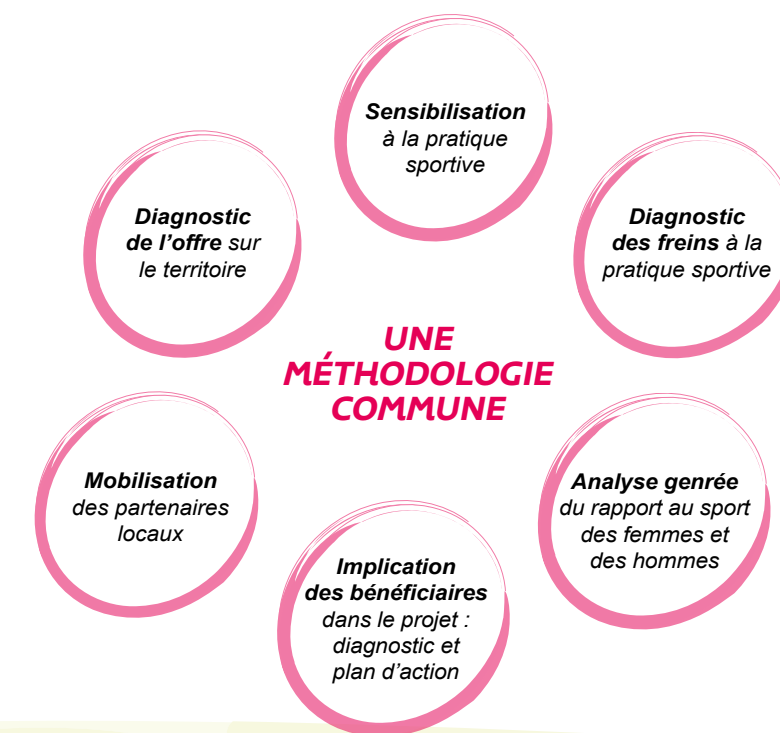 Sensibilisation
à la pratique
sportive
Diagnostic
de l'offre sur
le territoire
Diagnostic
des freins à la
pratique sportive
UNE
MÉTHODOLOGIE
COMMUNE
Mobilisation
des partenaires
locaux
Analyse genrée
du rapport au sport
des femmes et
des hommes
Implication
des bénéficiaires
dans le projet :
diagnostic et
plan d'action